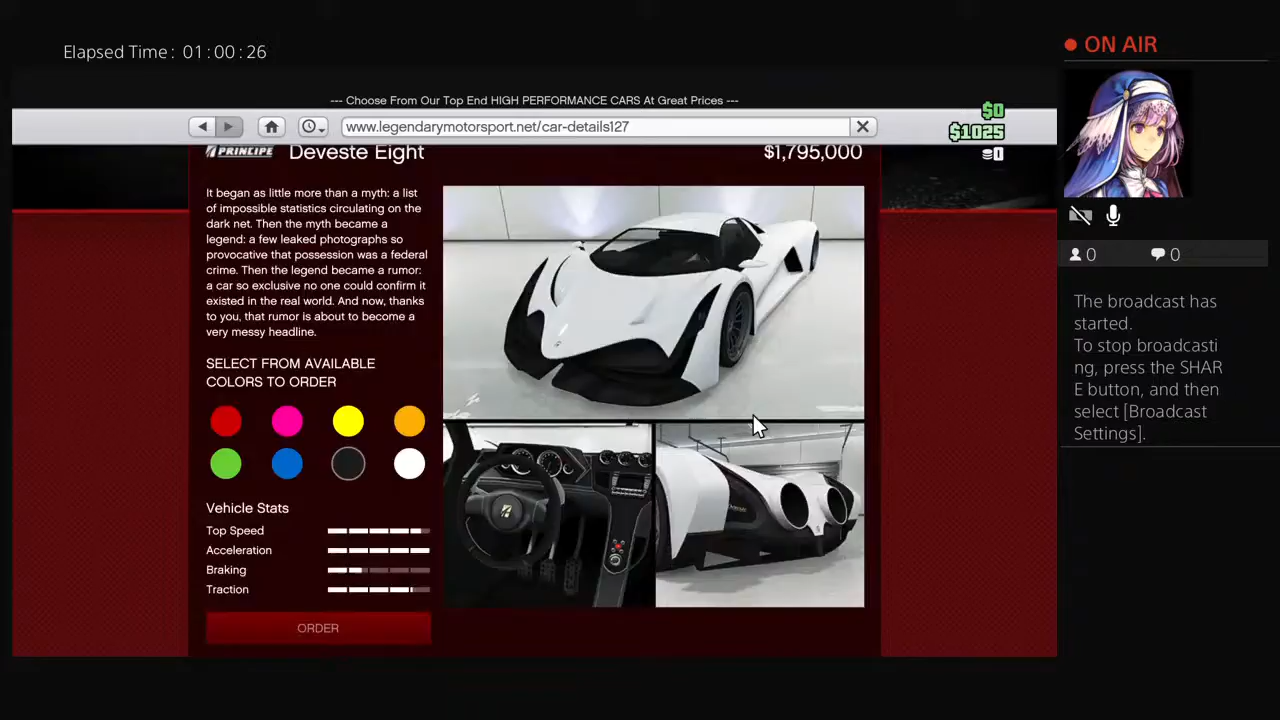 Elapsed Time: 01:00:26
ON AIR
--- Choose From Our Top End HIGH PERFORMANCE CARS At Great Prices ---
$0
www.legendarymotorsport.net/car-details127
$1025
0
PRINCIPE
Deveste Eight
$1,795,000
It began as little more than a myth: a list
of impossible statistics circulating on the
dark net. Then the myth became a
legend: a few leaked photographs so
provocative that possession was a federal
crime. Then the legend became a rumor:
a car so exclusive no one could confirm it
existed in the real world. And now, thanks
to you, that rumor is about to become a
very messy headline.
SELECT FROM AVAILABLE
COLORS TO ORDER
Vehicle Stats
Top Speed
Acceleration
Braking
Traction
ORDER
0
0
The broadcast has
started.
To stop broadcasti
ng, press the SHAR
E button, and then
select [Broadcast
Settings].